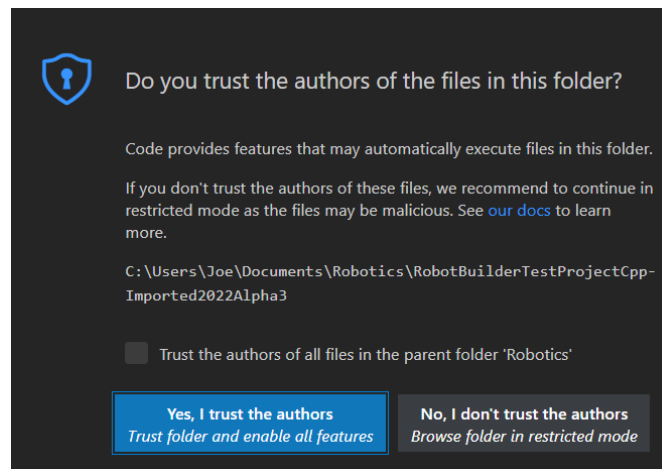 Do you trust the authors of the files in this folder?
Code provides features that may automatically execute files in this folder.
If you don't trust the authors of these files, we recommend to continue in
restricted mode as the files may be malicious. See our docs to learn
more.
C:\Users\Joe\Documents\Robotics\RobotBuilderTestProjectCpp-
Imported2022Alpha3
Trust the authors of all files in the parent folder 'Robotics'
Yes, I trust the authors
Trust folder and enable all features
No, I don't trust the authors
Browse folder in restricted mode